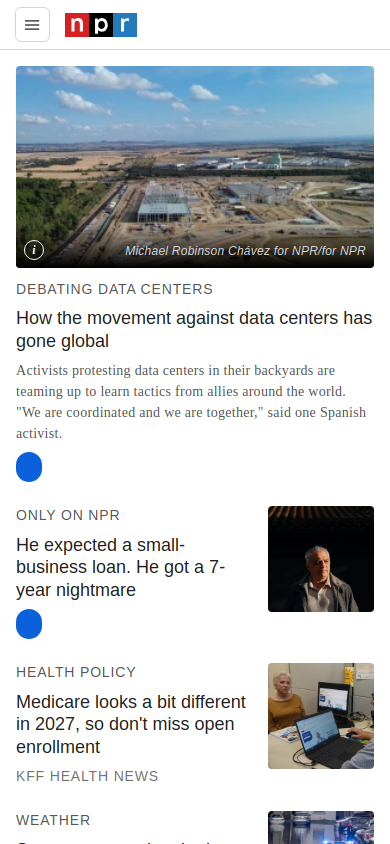 npr
i
Michael Robinson Chávez for NPR/for NPR
DEBATING DATA CENTERS
How the movement against data centers has
gone global
Activists protesting data centers in their backyards are
teaming up to learn tactics from allies around the world.
"We are coordinated and we are together," said one Spanish
activist.
ONLY ON NPR
He expected a small-
business loan. He got a 7-
year nightmare
HEALTH POLICY
Medicare looks a bit different
in 2027, so don't miss open
enrollment
KFF HEALTH NEWS
WEATHER